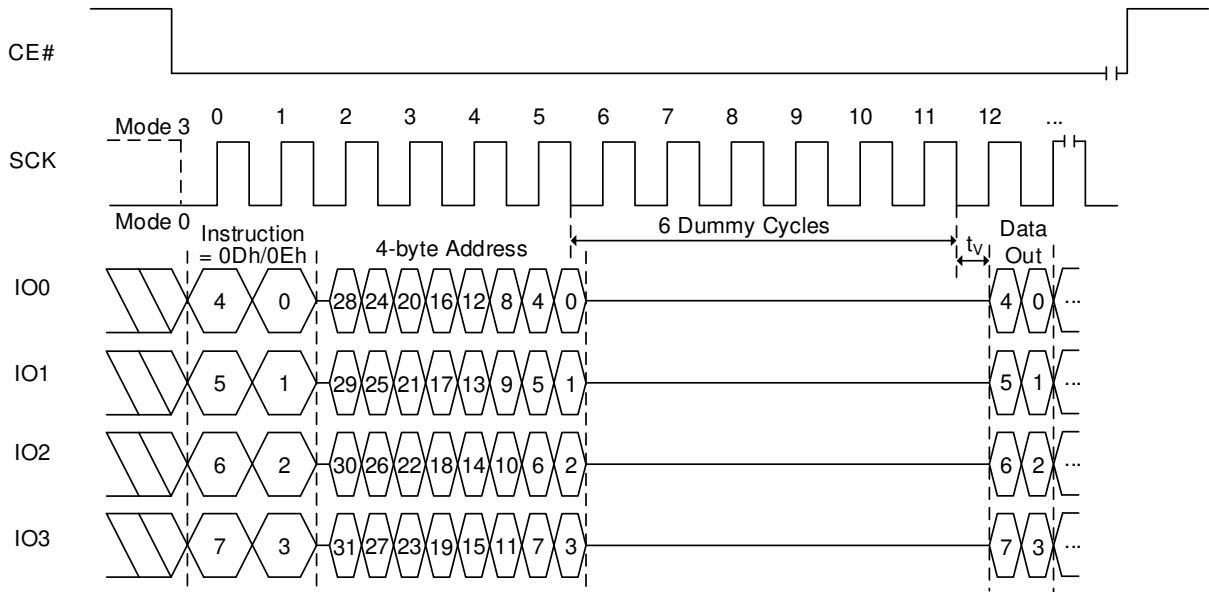 CE#
Mode 3
0 1 2 3 4 5 6 7 8 9 10 11 12 ...
SCK
Mode 0
Instruction
= 0Dh/0Eh
4-byte Address
6 Dummy Cycles
tV
Data
Out
IO0
4 0 28 24 20 16 12 8 4 0 4 0 ...
IO1
5 1 29 25 21 17 13 9 5 1 5 1 ...
IO2
6 2 30 26 22 18 14 10 6 2 6 2 ...
IO3
7 3 31 27 23 19 15 11 7 3 7 3 ...